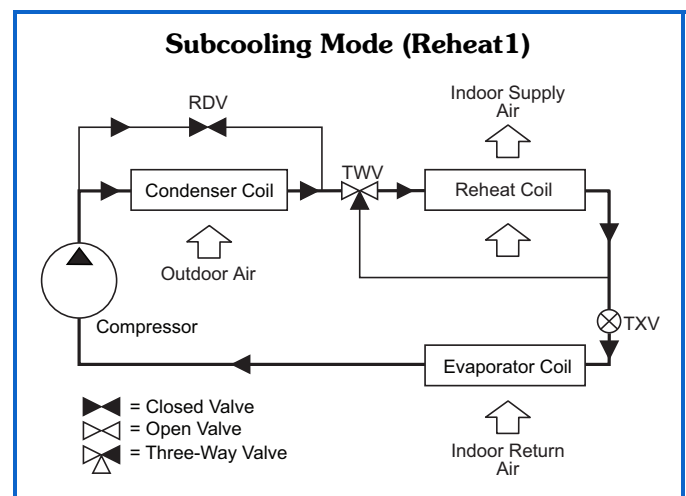 Subcooling Mode (Reheat1)
RDV
Indoor Supply
Air
TWV
Condenser Coil
Reheat Coil
Outdoor Air
Compressor
TXV
Evaporator Coil
= Closed Valve
= Open Valve
= Three-Way Valve
Indoor Return
Air